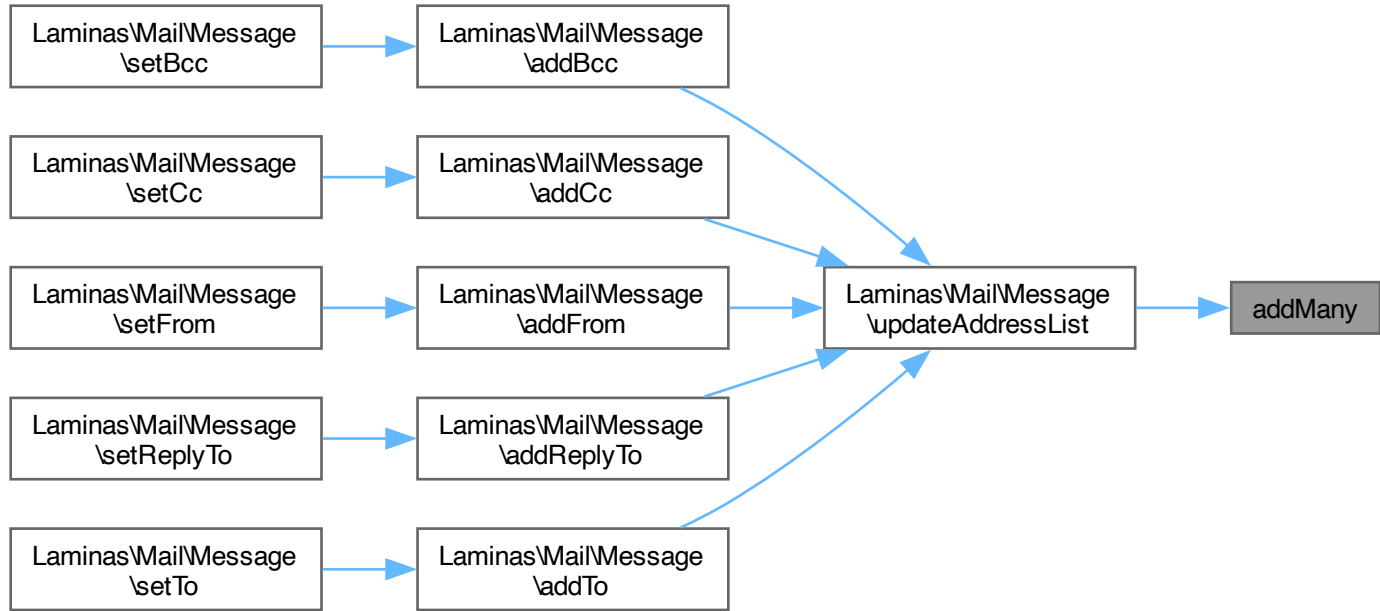 Laminas\Mail\Message
\setBcc
Laminas\Mail\Message
\addBcc
Laminas\Mail\Message
\setCc
Laminas\Mail\Message
\addCc
Laminas\Mail\Message
\setFrom
Laminas\Mail\Message
\addFrom
Laminas\Mail\Message
\updateAddressList
addMany
Laminas\Mail\Message
\setReplyTo
Laminas\Mail\Message
\addReplyTo
Laminas\Mail\Message
\setTo
Laminas\Mail\Message
\addTo